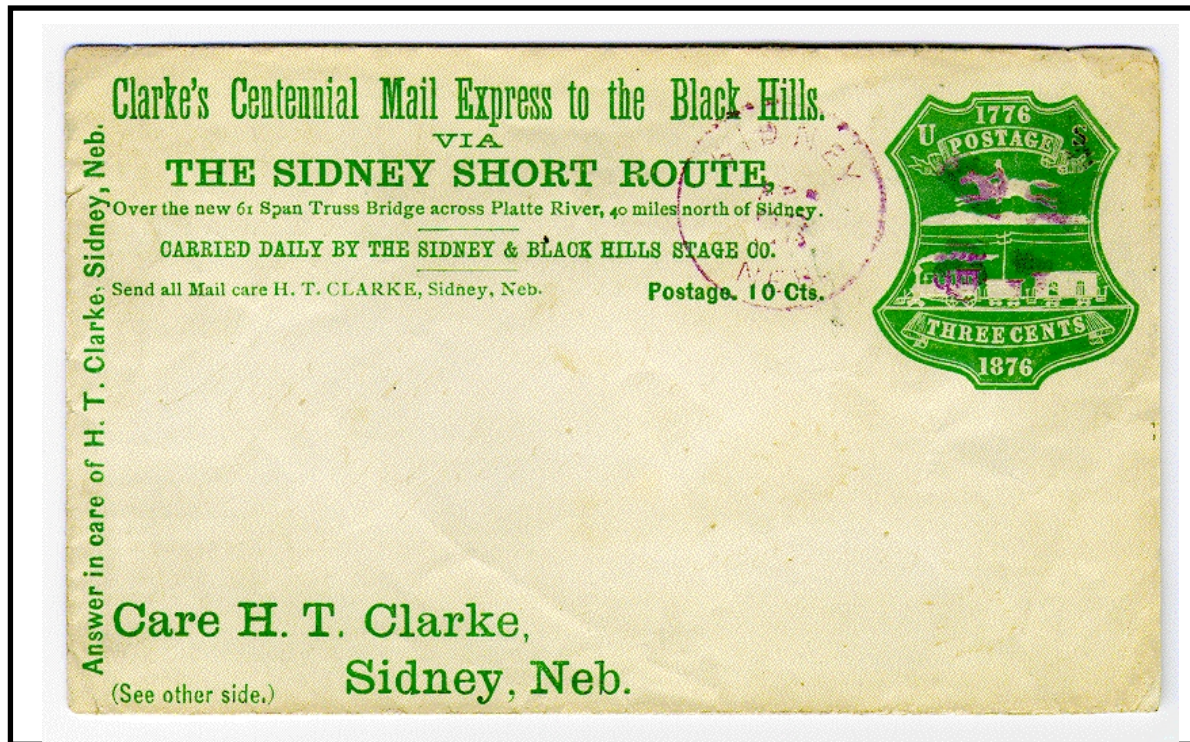 Clarke's Centennial Mail Express to the Black Hills.
VIA
THE SIDNEY SHORT ROUTE,
Over the new 61 Span Truss Bridge across Platte River, 40 miles north of Sidney.
CARRIED DAILY BY THE SIDNEY & BLACK HILLS STAGE CO.
Send all Mail care H. T. CLARKE, Sidney, Neb. Postage. 10 Cts.
SIDNEY
NEB
1776
U S
POSTAGE
THREE CENTS
1876
Answer in care of H. T. Clarke, Sidney, Neb.
Care H. T. Clarke,
Sidney, Neb.
(See other side.)